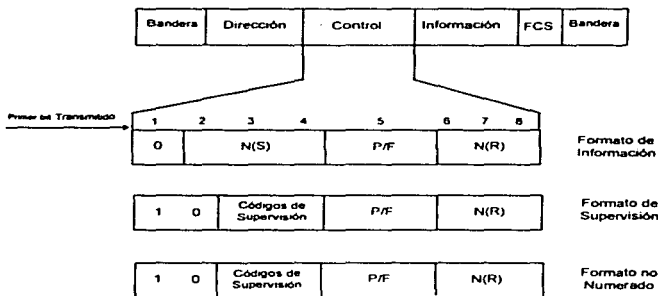 Bandera Dirección Control Información FCS Bandera
Primer bit Transmitido
1 2 3 4 5 6 7 8
0 N(S) P/F N(R) Formato de Información
1 0 Códigos de Supervisión P/F N(R) Formato de Supervisión
1 0 Códigos de Supervisión P/F N(R) Formato no Numerado